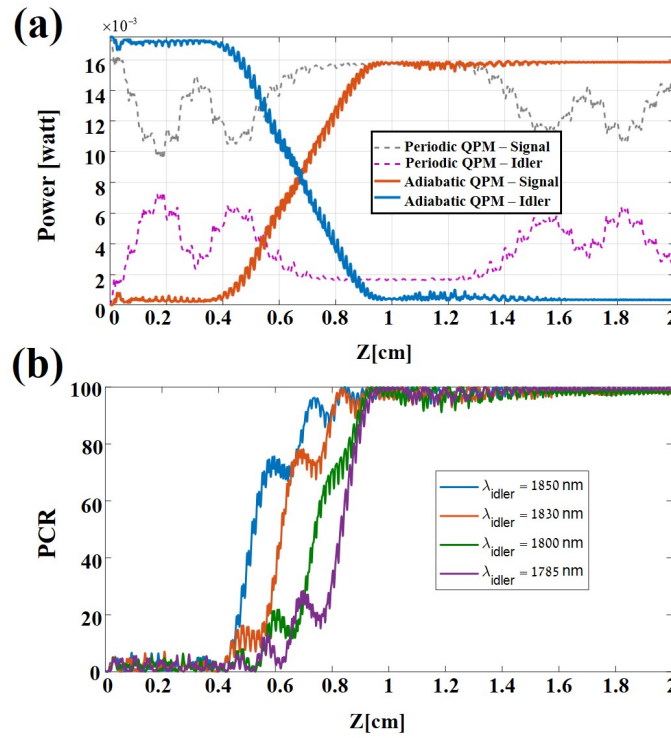 (a)
×10⁻³
Power [watt]
16
14
12
10
8
6
4
2
0
Periodic QPM – Signal
Periodic QPM – Idler
Adiabatic QPM – Signal
Adiabatic QPM – Idler
0 0.2 0.4 0.6 0.8 1 1.2 1.4 1.6 1.8 2
Z[cm]
(b)
PCR
100
80
60
40
20
0
λidler = 1850 nm
λidler = 1830 nm
λidler = 1800 nm
λidler = 1785 nm
0 0.2 0.4 0.6 0.8 1 1.2 1.4 1.6 1.8 2
Z[cm]